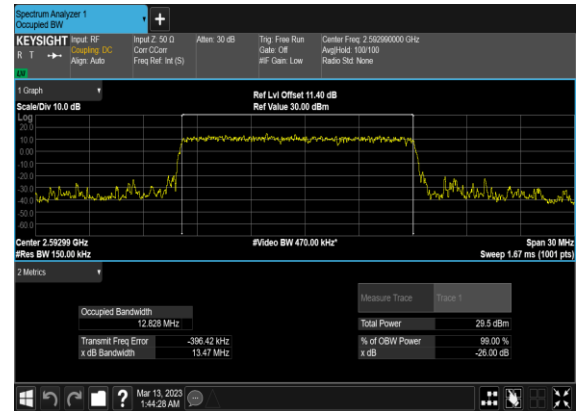 Spectrum Analyzer 1
Occupied BW
KEYSIGHT
R T
LNI
Input: RF
Coupling: DC
Align: Auto
Input Z: 50 Ω
Corr CCorr
Freq Ref: Int (S)
Atten: 30 dB
Trig: Free Run
Gate: Off
#IF Gain: Low
Center Freq: 2.592990000 GHz
Avg|Hold: 100/100
Radio Std: None
1 Graph
Scale/Div 10.0 dB
Ref Lvl Offset 11.40 dB
Ref Value 30.00 dBm
Log
20.0
10.0
0.00
-10.0
-20.0
-30.0
-40.0
-50.0
-60.0
Center 2.59299 GHz
#Res BW 150.00 kHz
#Video BW 470.00 kHz*
Span 30 MHz
Sweep 1.67 ms (1001 pts)
2 Metrics
Measure Trace Trace 1
Occupied Bandwidth
12.828 MHz
Total Power 29.5 dBm
Transmit Freq Error -396.42 kHz
% of OBW Power 99.00 %
x dB Bandwidth 13.47 MHz
x dB -26.00 dB
Mar 13, 2023
1:44:28 AM